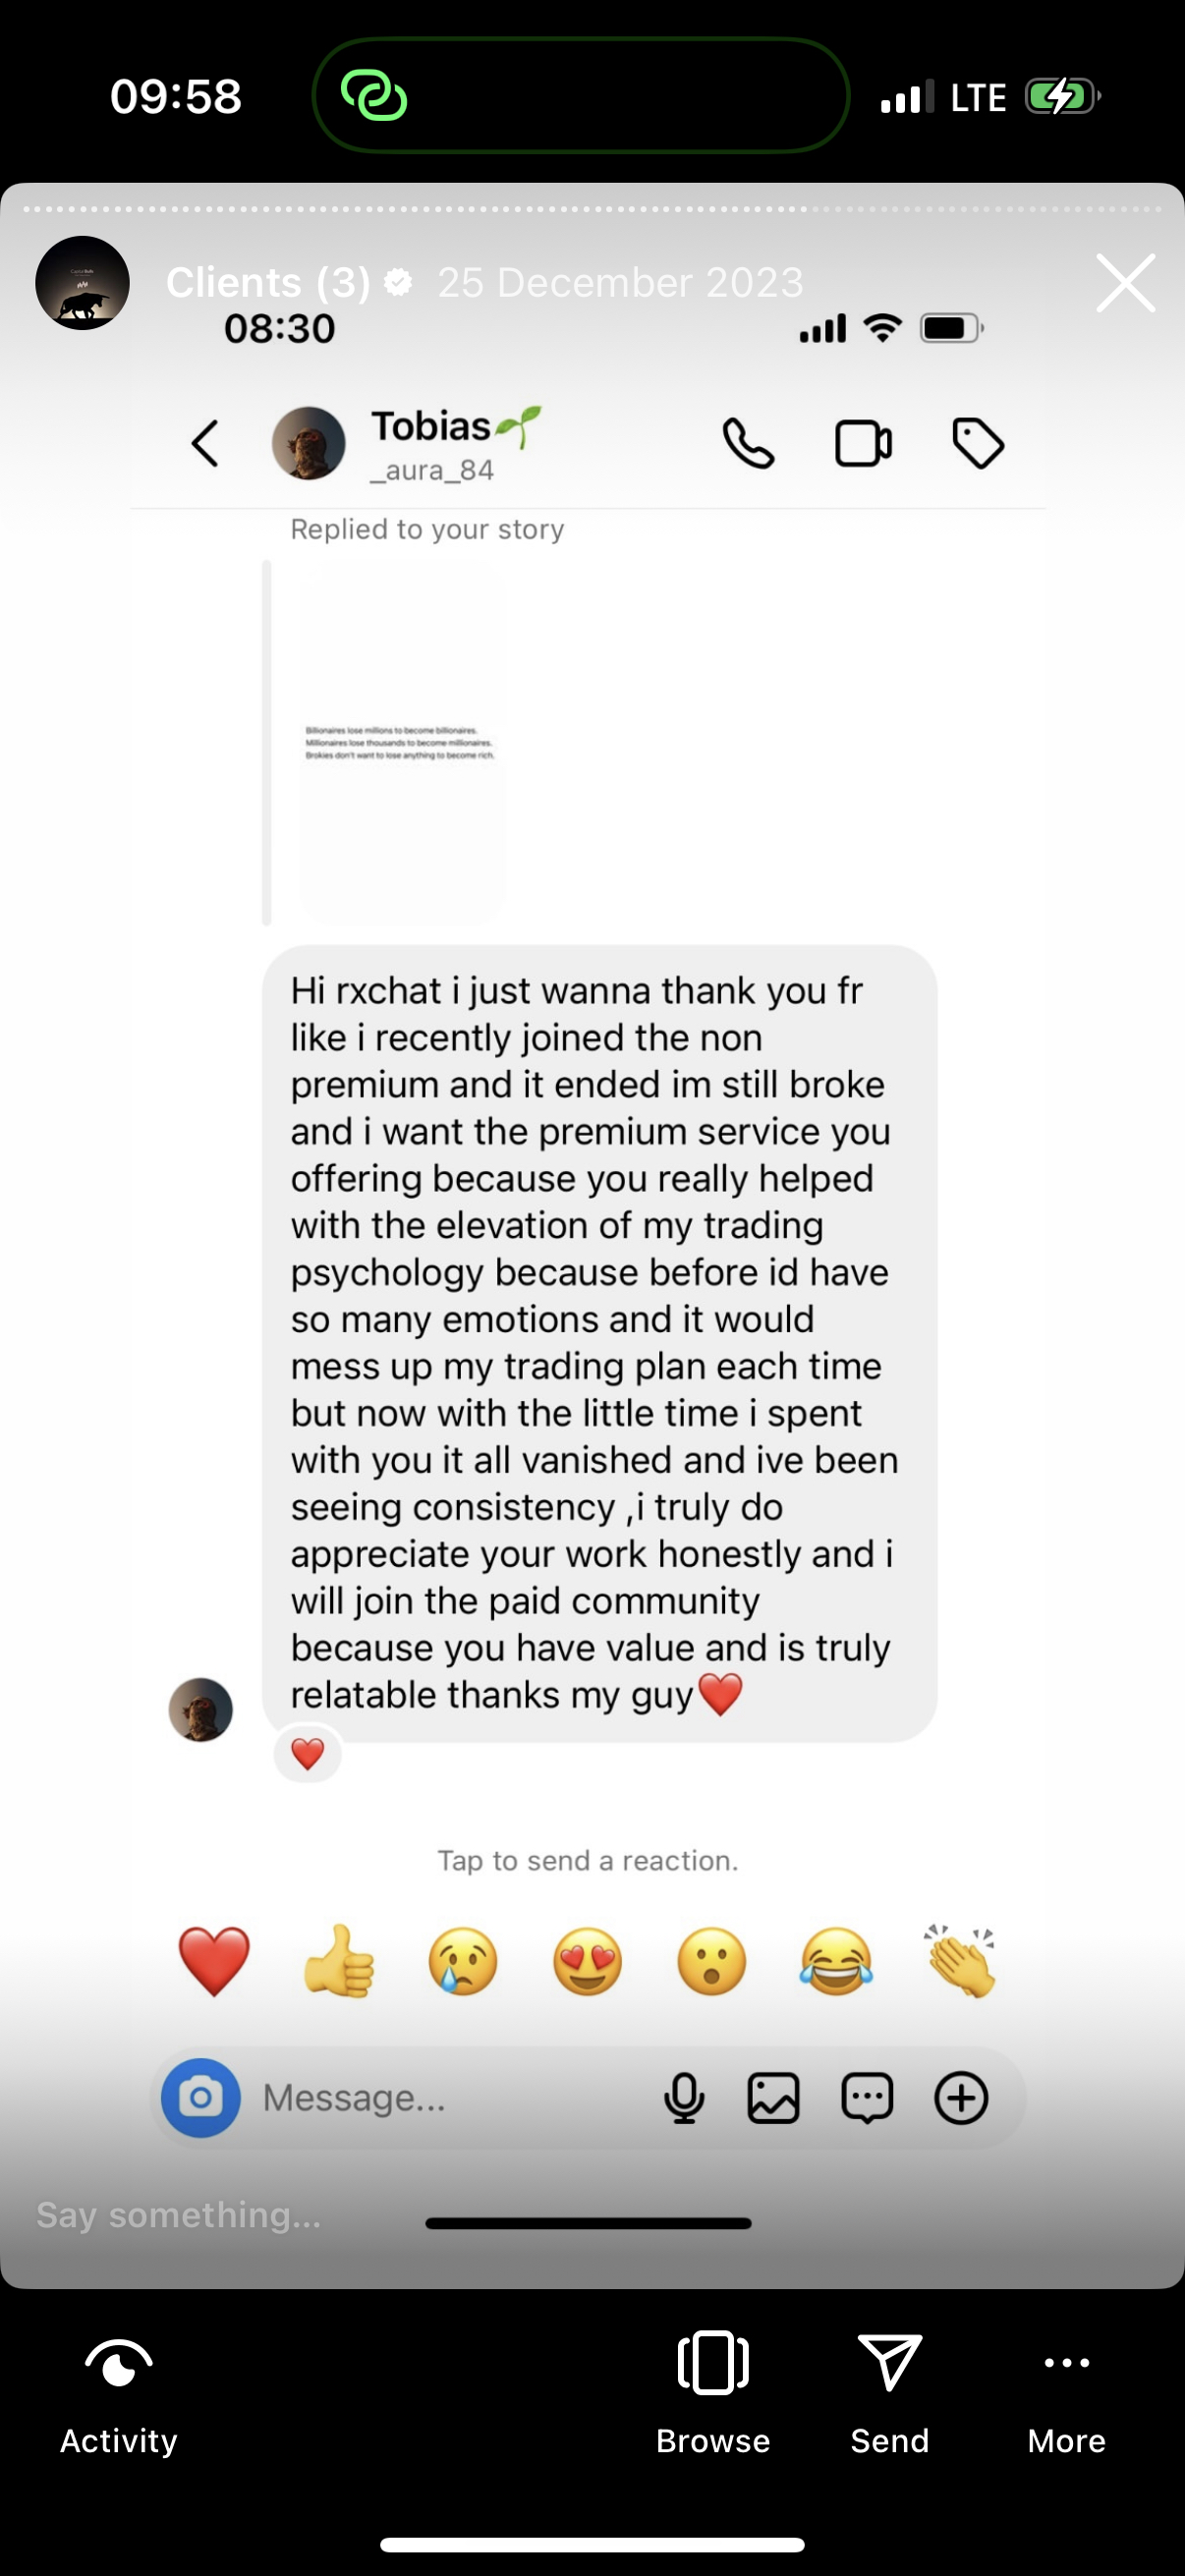 09:58
LTE
Clients (3) 25 December 2023
08:30
Tobias🌱
_aura_84
Replied to your story
Billionaires lose millions to become billionaires.
Millionaires lose thousands to become millionaires.
Brokies don't want to lose anything to become rich.
Hi rxchat i just wanna thank you fr
like i recently joined the non
premium and it ended im still broke
and i want the premium service you
offering because you really helped
with the elevation of my trading
psychology because before id have
so many emotions and it would
mess up my trading plan each time
but now with the little time i spent
with you it all vanished and ive been
seeing consistency ,i truly do
appreciate your work honestly and i
will join the paid community
because you have value and is truly
relatable thanks my guy❤️
❤️
Tap to send a reaction.
❤️ 👍 😢 😍 😮 😂 👏
Message...
Say something...
Activity
Browse
Send
More